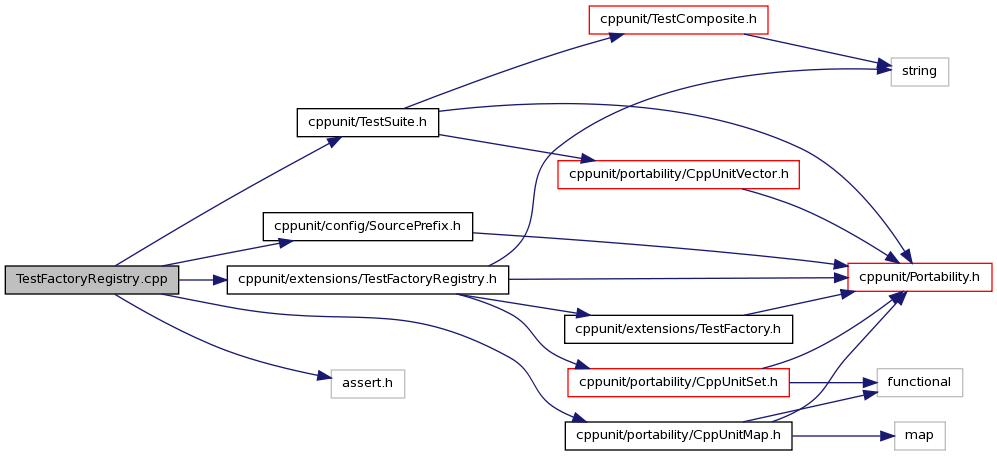 cppunit/TestComposite.h
string
cppunit/TestSuite.h
cppunit/portability/CppUnitVector.h
cppunit/config/SourcePrefix.h
TestFactoryRegistry.cpp
cppunit/extensions/TestFactoryRegistry.h
cppunit/Portability.h
cppunit/extensions/TestFactory.h
assert.h
cppunit/portability/CppUnitSet.h
functional
cppunit/portability/CppUnitMap.h
map